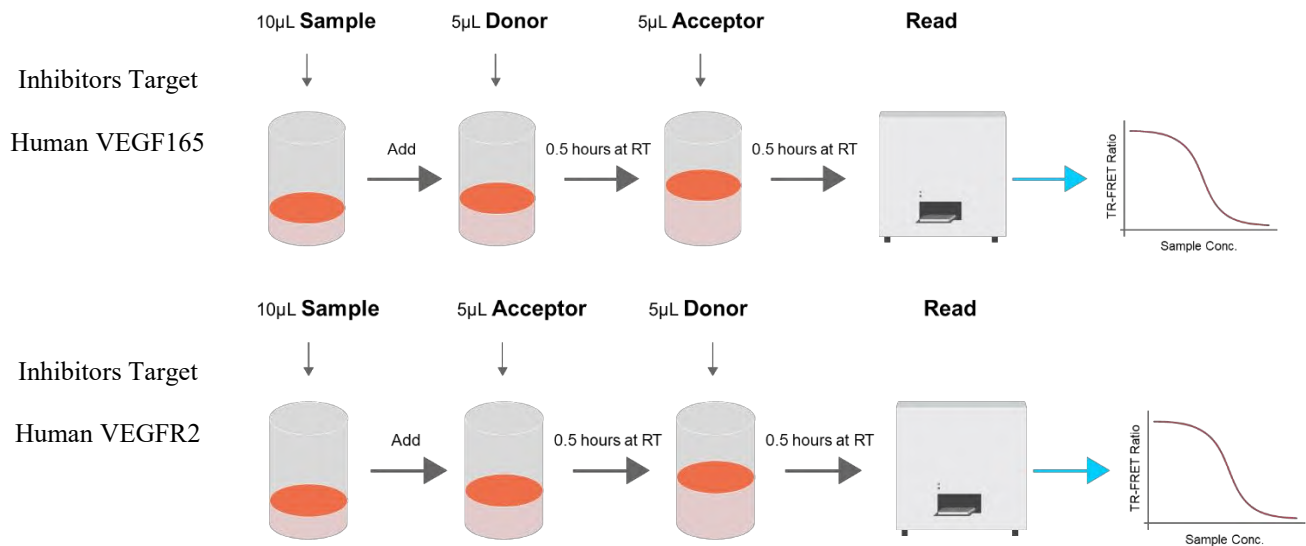 10µL Sample
5µL Donor
5µL Acceptor
Read
Inhibitors Target
Human VEGF165
Add
0.5 hours at RT
0.5 hours at RT
TR-FRET Ratio
Sample Conc.
10µL Sample
5µL Acceptor
5µL Donor
Read
Inhibitors Target
Human VEGFR2
Add
0.5 hours at RT
0.5 hours at RT
TR-FRET Ratio
Sample Conc.